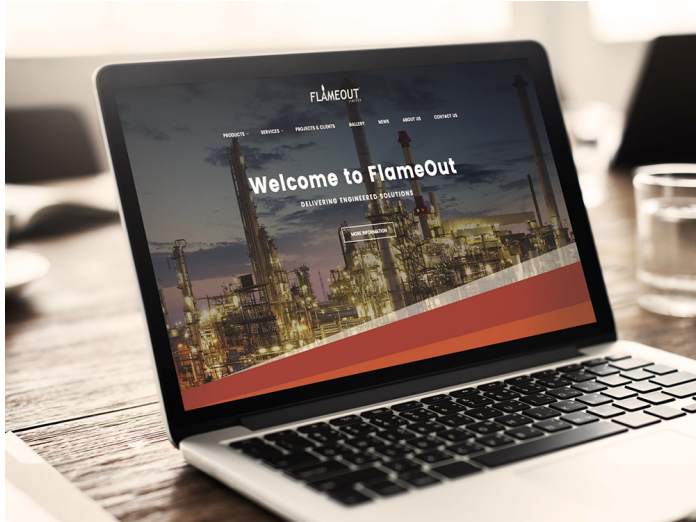 FLAMEOUT
LIMITED
PRODUCTS SERVICES PROJECTS & CLIENTS GALLERY NEWS ABOUT US CONTACT US
Welcome to FlameOut
DELIVERING ENGINEERED SOLUTIONS
MORE INFORMATION